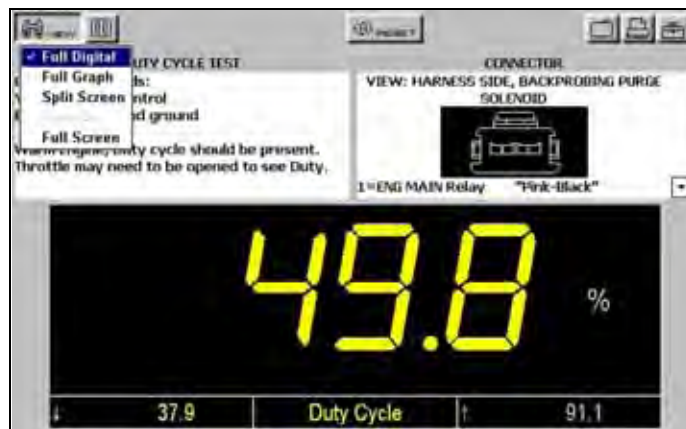 VIEW
RESET
✓ Full Digital
Full Graph
Split Screen
Full Screen
UTY CYCLE TEST
ds:
ntrol
nd ground
Warm engine, Duty cycle should be present.
Throttle may need to be opened to see Duty.
CONNECTOR
VIEW: HARNESS SIDE, BACKPROBING PURGE
SOLENOID
1=ENG MAIN Relay "Pink-Black"
49.8 %
↓ 37.9 Duty Cycle ↑ 91.1